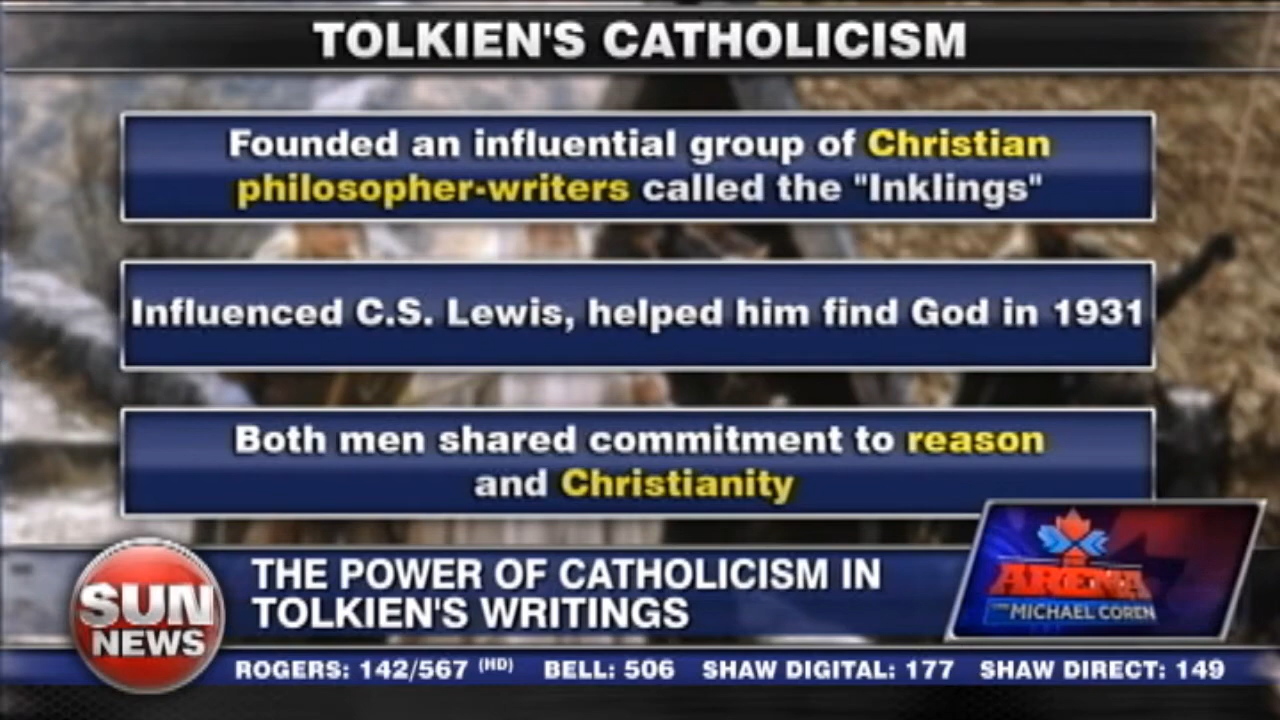 TOLKIEN'S CATHOLICISM
Founded an influential group of Christian
philosopher-writers called the "Inklings"
Influenced C.S. Lewis, helped him find God in 1931
Both men shared commitment to reason
and Christianity
THE POWER OF CATHOLICISM IN
TOLKIEN'S WRITINGS
SUN
NEWS
ARENA
MICHAEL COREN
ROGERS: 142/567 (HD) BELL: 506 SHAW DIGITAL: 177 SHAW DIRECT: 149